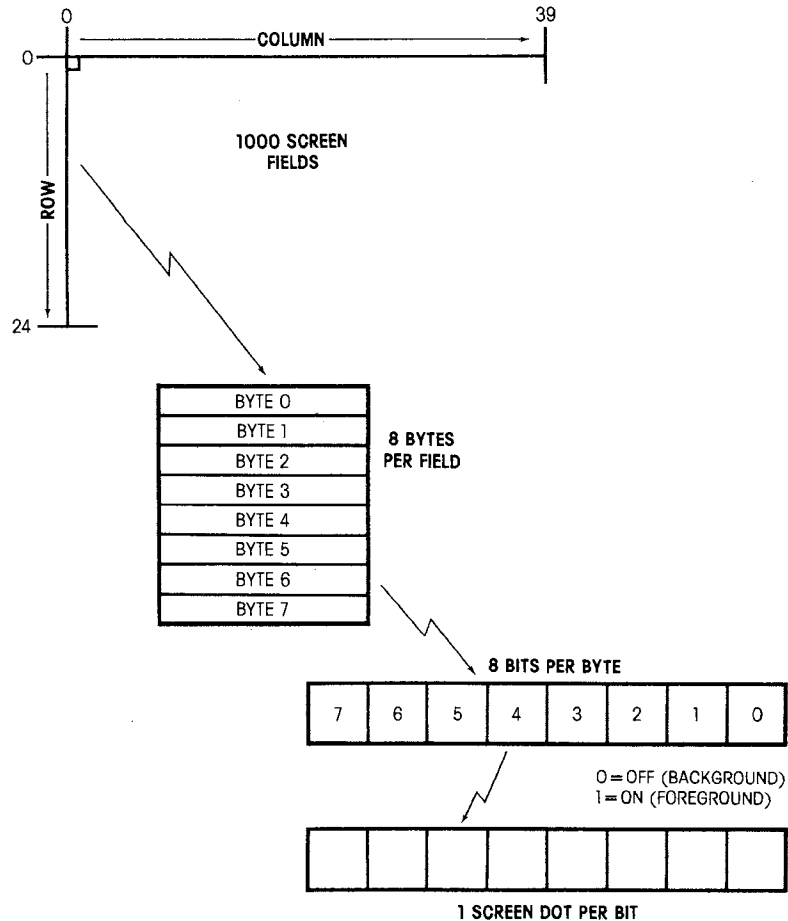 0
39
COLUMN
0
1000 SCREEN
FIELDS
ROW
24
BYTE 0
BYTE 1
BYTE 2
BYTE 3
BYTE 4
BYTE 5
BYTE 6
BYTE 7
8 BYTES
PER FIELD
8 BITS PER BYTE
7 6 5 4 3 2 1 0
0=OFF (BACKGROUND)
1=ON (FOREGROUND)
1 SCREEN DOT PER BIT